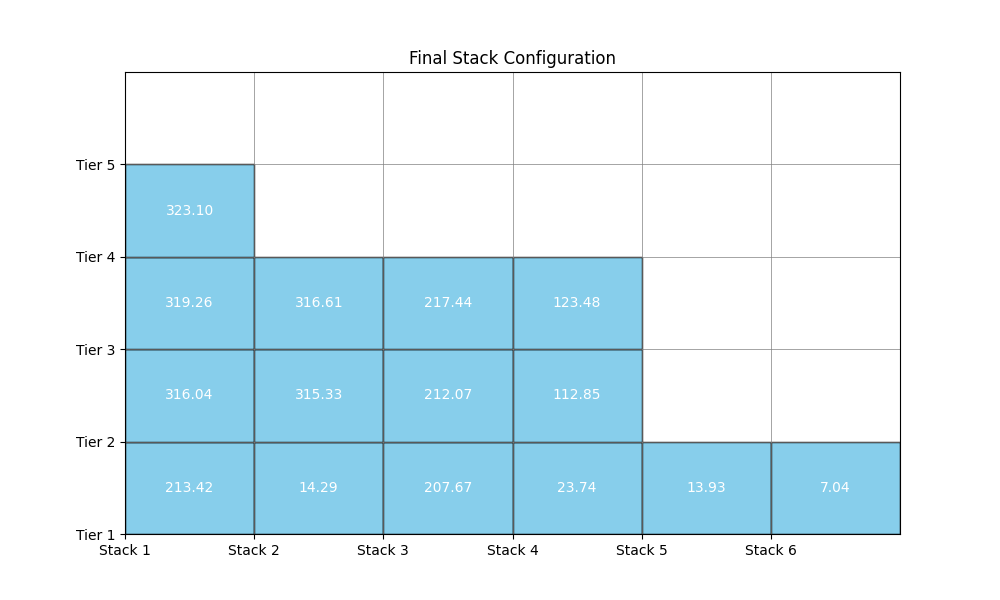 Final Stack Configuration
Tier 5
323.10
Tier 4
319.26 316.61 217.44 123.48
Tier 3
316.04 315.33 212.07 112.85
Tier 2
213.42 14.29 207.67 23.74 13.93 7.04
Tier 1
Stack 1 Stack 2 Stack 3 Stack 4 Stack 5 Stack 6